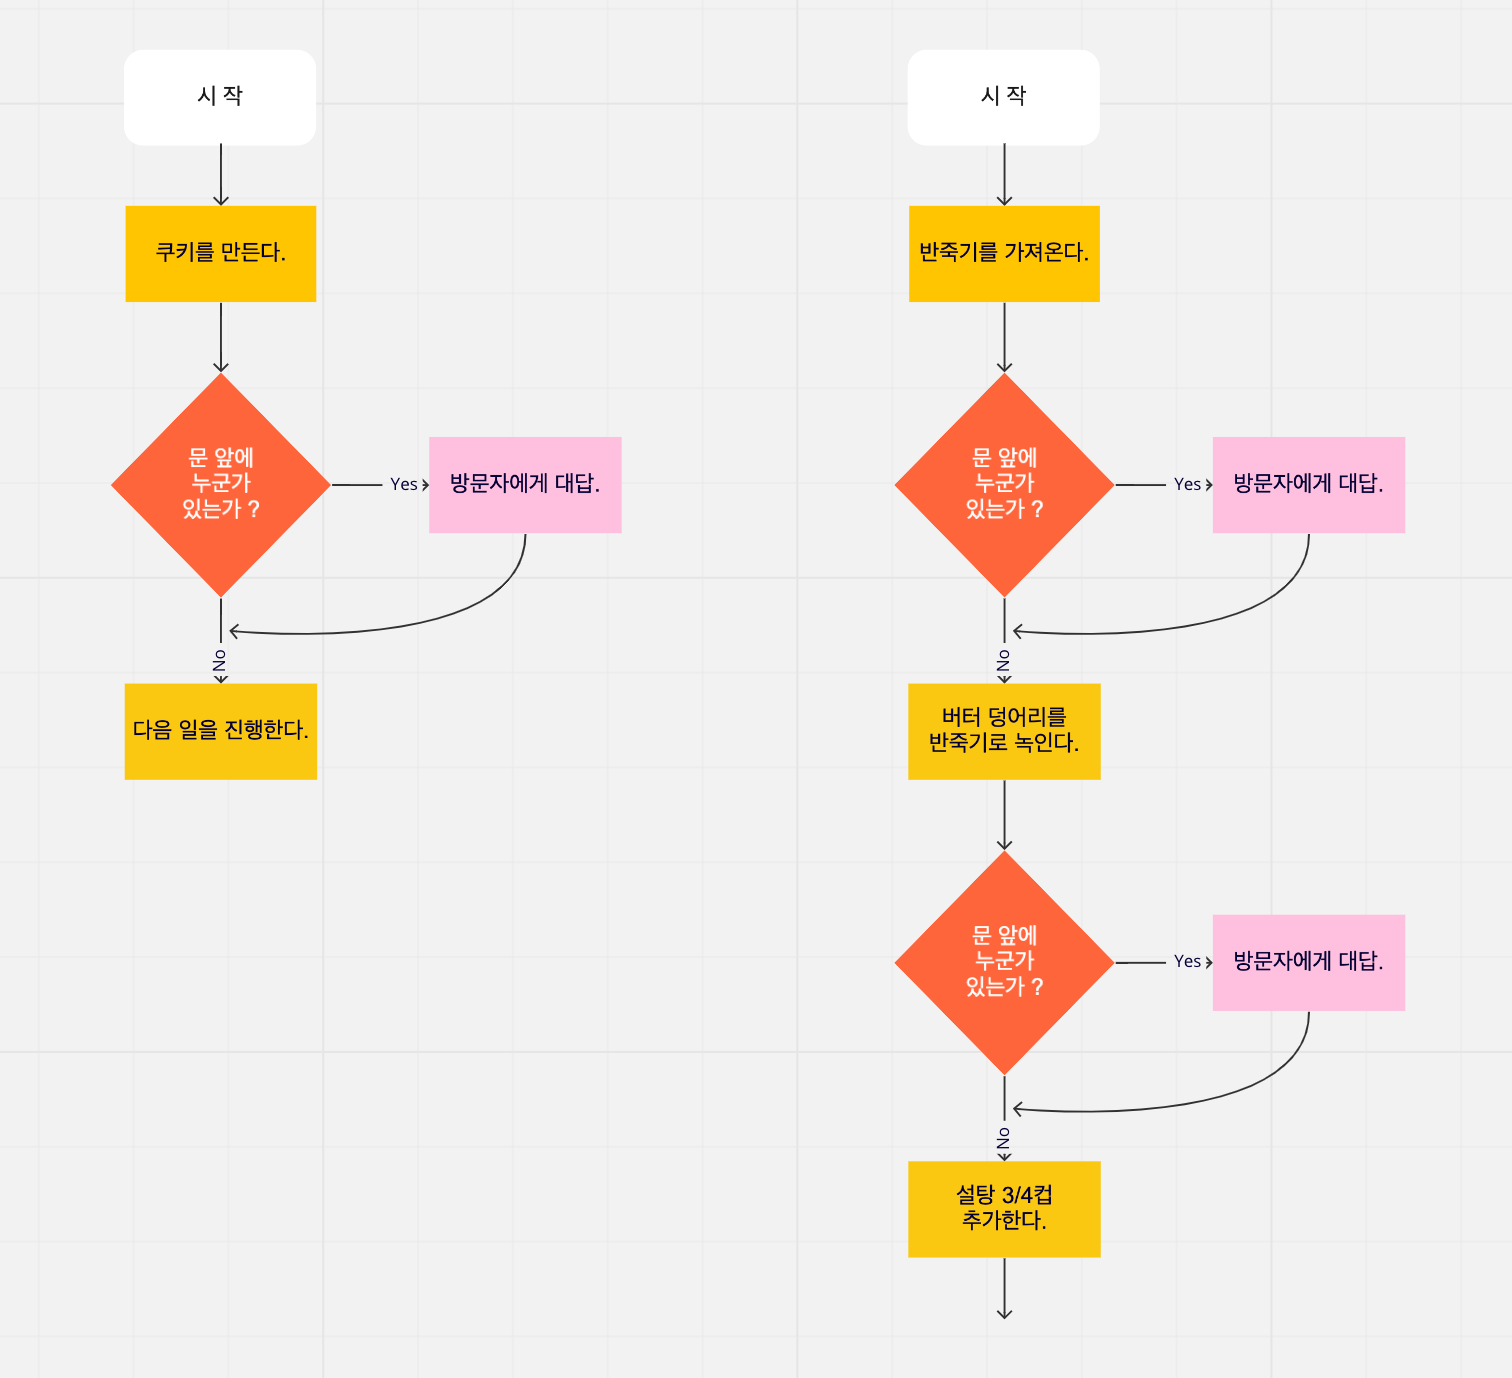 시 작
쿠키를 만든다.
문 앞에
누군가
있는가 ?
Yes
방문자에게 대답.
No
다음 일을 진행한다.
시 작
반죽기를 가져온다.
문 앞에
누군가
있는가 ?
Yes
방문자에게 대답.
No
버터 덩어리를
반죽기로 녹인다.
문 앞에
누군가
있는가 ?
Yes
방문자에게 대답.
No
설탕 3/4컵
추가한다.